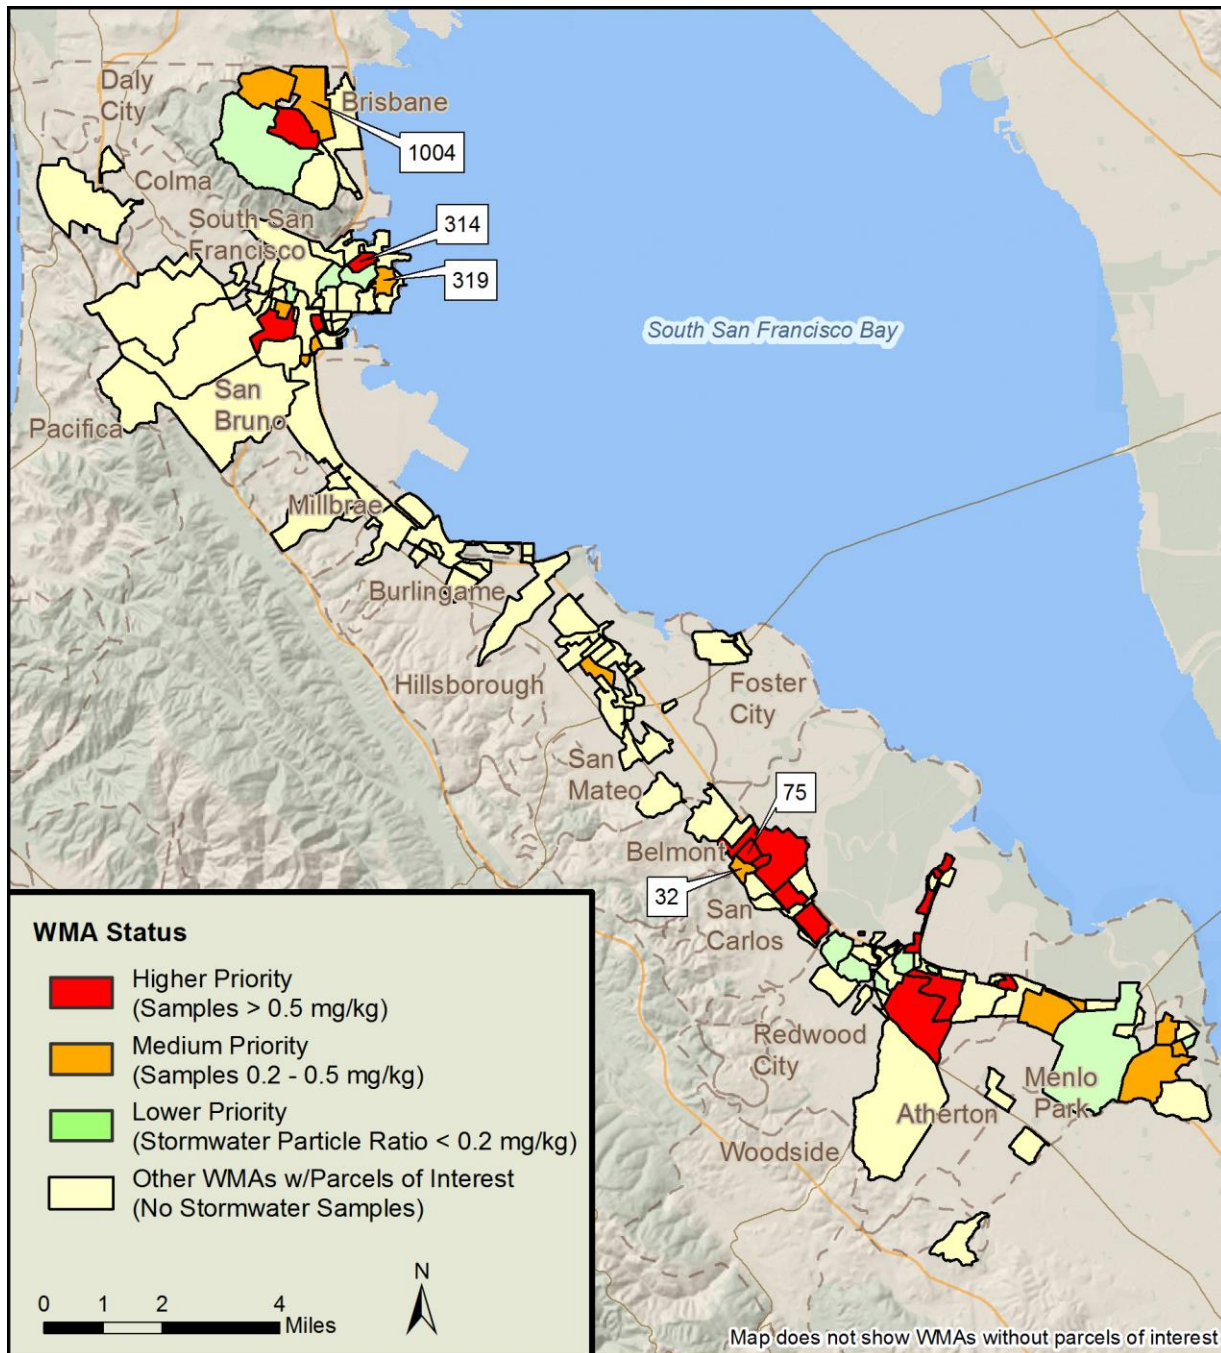 Daly
City
Brisbane
1004
Colma
South San
Francisco
314
319
South San Francisco Bay
San
Bruno
Pacifica
Millbrae
Burlingame
Hillsborough
Foster
City
San
Mateo
75
Belmont
32
San
Carlos
Redwood
City
Menlo
Park
Atherton
Woodside
WMA Status
Higher Priority
(Samples > 0.5 mg/kg)
Medium Priority
(Samples 0.2 - 0.5 mg/kg)
Lower Priority
(Stormwater Particle Ratio < 0.2 mg/kg)
Other WMAs w/Parcels of Interest
(No Stormwater Samples)
N
0 1 2 4
Miles
Map does not show WMAs without parcels of interest